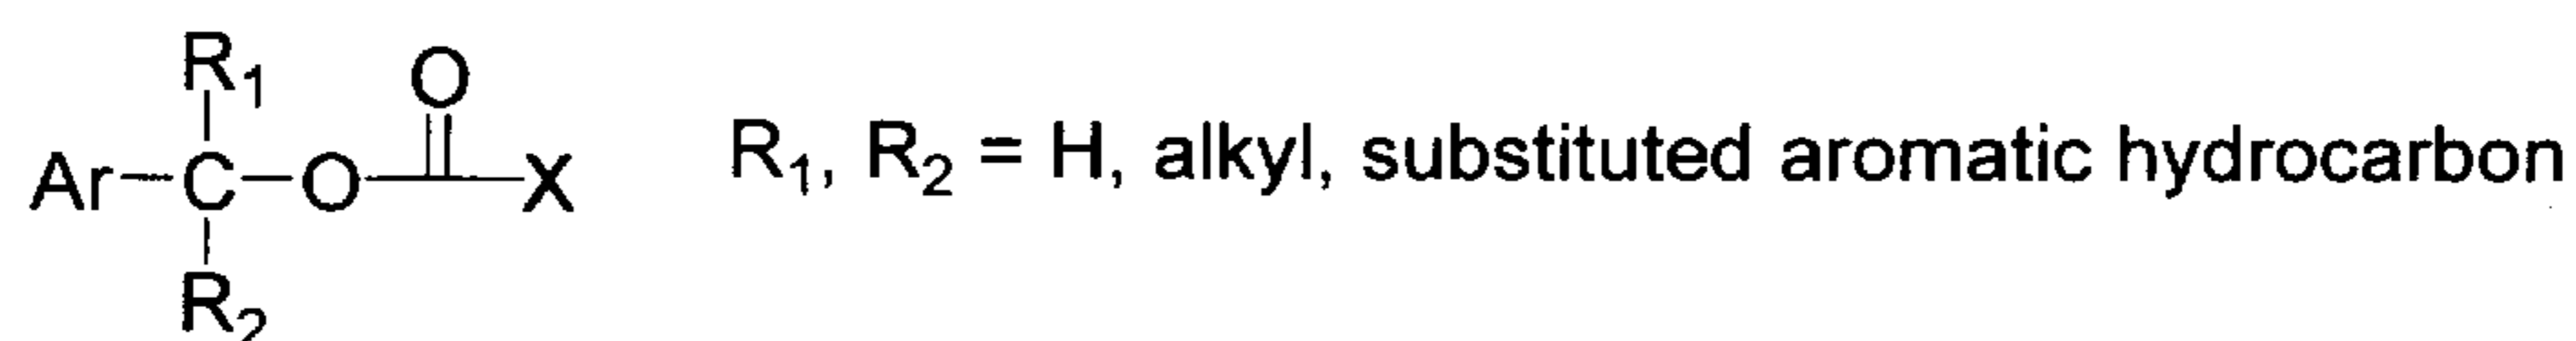 R1 O
Ar-C-O X R1, R2 = H, alkyl, substituted aromatic hydrocarbon
R2